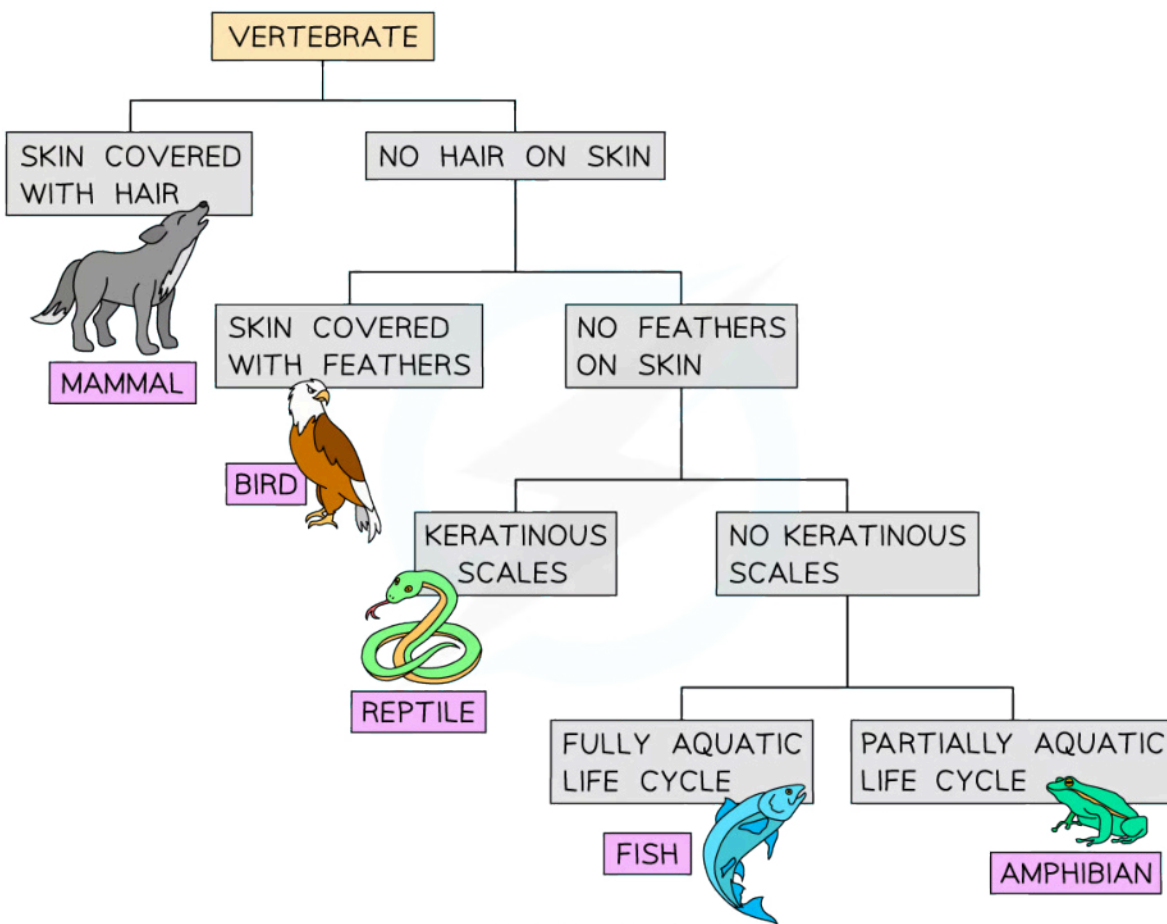 VERTEBRATE
SKIN COVERED
WITH HAIR
NO HAIR ON SKIN
MAMMAL
SKIN COVERED
WITH FEATHERS
NO FEATHERS
ON SKIN
BIRD
KERATINOUS
SCALES
NO KERATINOUS
SCALES
REPTILE
FULLY AQUATIC
LIFE CYCLE
PARTIALLY AQUATIC
LIFE CYCLE
FISH
AMPHIBIAN